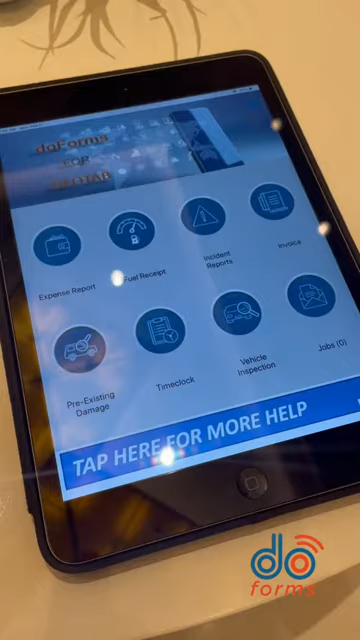 doForms
FOR
GEOTAB
Expense Report
Fuel Receipt
Incident
Reports
Invoice
Pre-Existing
Damage
Timeclock
Vehicle
Inspection
Jobs (0)
TAP HERE FOR MORE HELP
do
forms